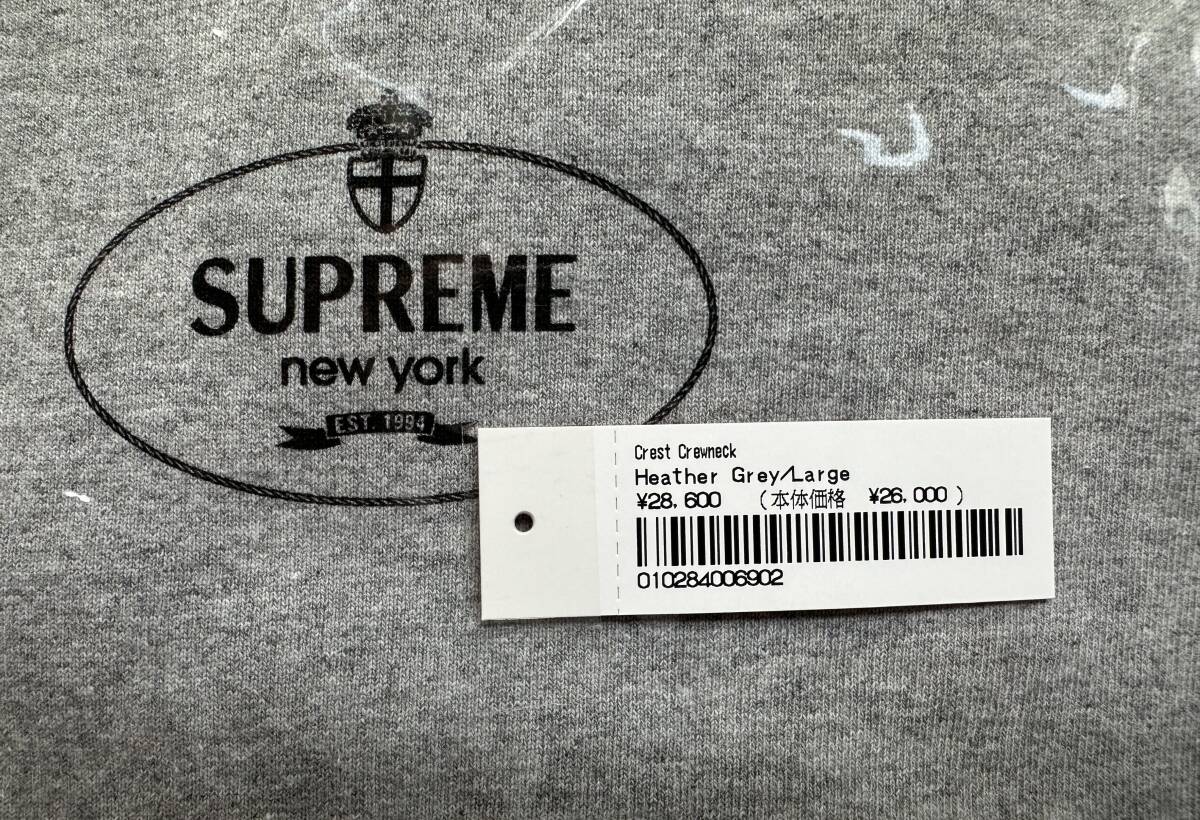 SUPREME
new york
EST. 1994
Crest Crewneck
Heather Grey/Large
¥28,600 (本体価格 ¥26,000 )
010284006902